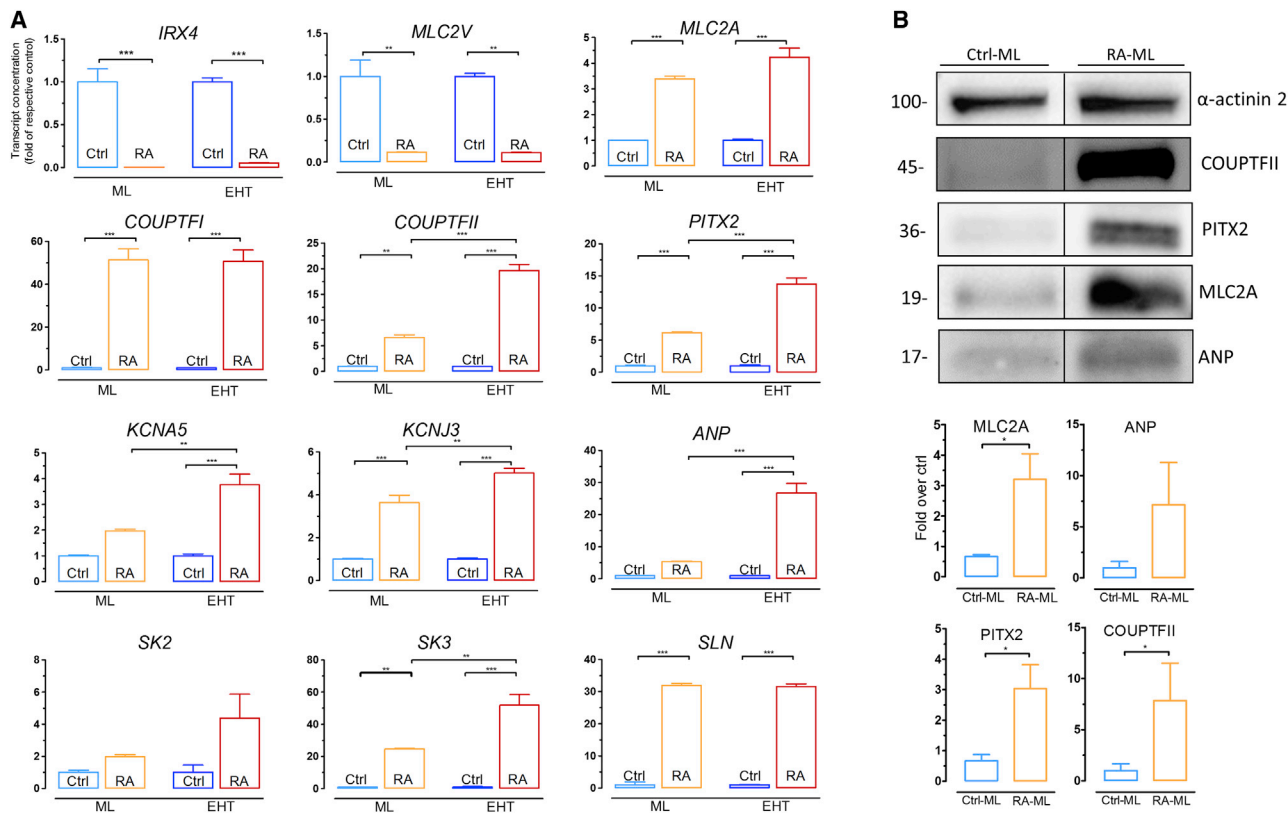 A
IRX4
Transcript concentration
(fold of respective control)
1.5
1.0
0.5
0.0
*** ***
Ctrl RA Ctrl RA
ML EHT
MLC2V
1.5
1.0
0.5
0.0
** **
Ctrl RA Ctrl RA
ML EHT
MLC2A
5
4
3
2
1
0
*** ***
Ctrl RA Ctrl RA
ML EHT
COUPTFI
60
40
20
0
*** ***
Ctrl RA Ctrl RA
ML EHT
COUPTFII
25
20
15
10
5
0
***
** ***
Ctrl RA Ctrl RA
ML EHT
PITX2
20
15
10
5
0
***
*** ***
Ctrl RA Ctrl RA
ML EHT
KCNA5
5
4
3
2
1
0
**
***
Ctrl RA Ctrl RA
ML EHT
KCNJ3
6
4
2
0
**
*** ***
Ctrl RA Ctrl RA
ML EHT
ANP
40
30
20
10
0
***
***
Ctrl RA Ctrl RA
ML EHT
SK2
8
6
4
2
0
Ctrl RA Ctrl RA
ML EHT
SK3
80
60
40
20
0
**
** ***
Ctrl RA Ctrl RA
ML EHT
SLN
40
30
20
10
0
*** ***
Ctrl RA Ctrl RA
ML EHT
B
Ctrl-ML RA-ML
100- α-actinin 2
45- COUPTFII
36- PITX2
19- MLC2A
17- ANP
MLC2A
Fold over ctrl
5
4
3
2
1
0
*
Ctrl-ML RA-ML
ANP
15
10
5
0
Ctrl-ML RA-ML
PITX2
5
4
3
2
1
0
*
Ctrl-ML RA-ML
COUPTFII
15
10
5
0
*
Ctrl-ML RA-ML